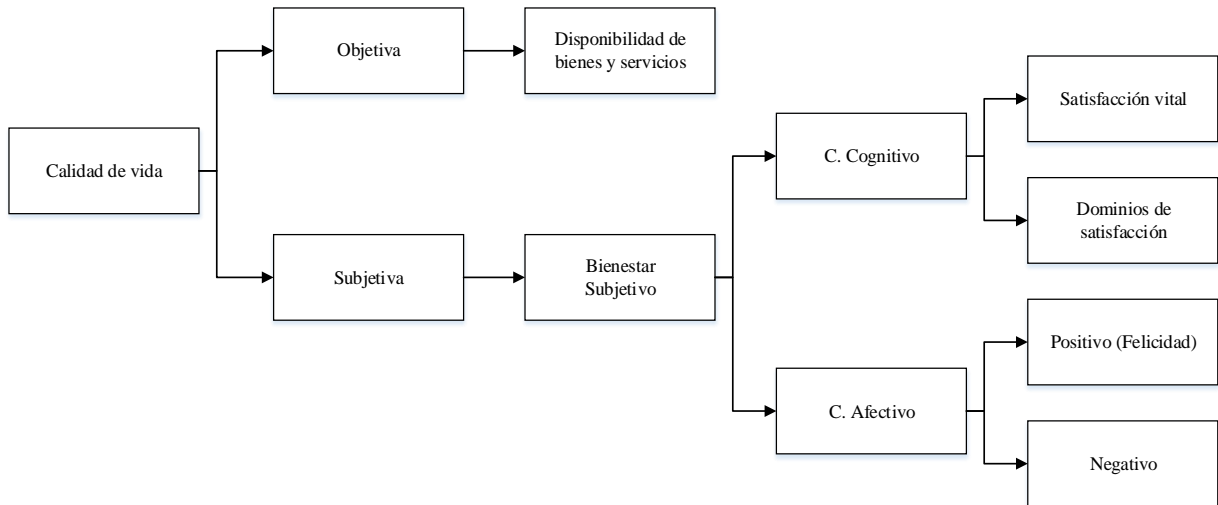 Calidad de vida
Objetiva
Disponibilidad de
bienes y servicios
Subjetiva
Bienestar
Subjetivo
C. Cognitivo
Satisfacción vital
Dominios de
satisfacción
C. Afectivo
Positivo (Felicidad)
Negativo